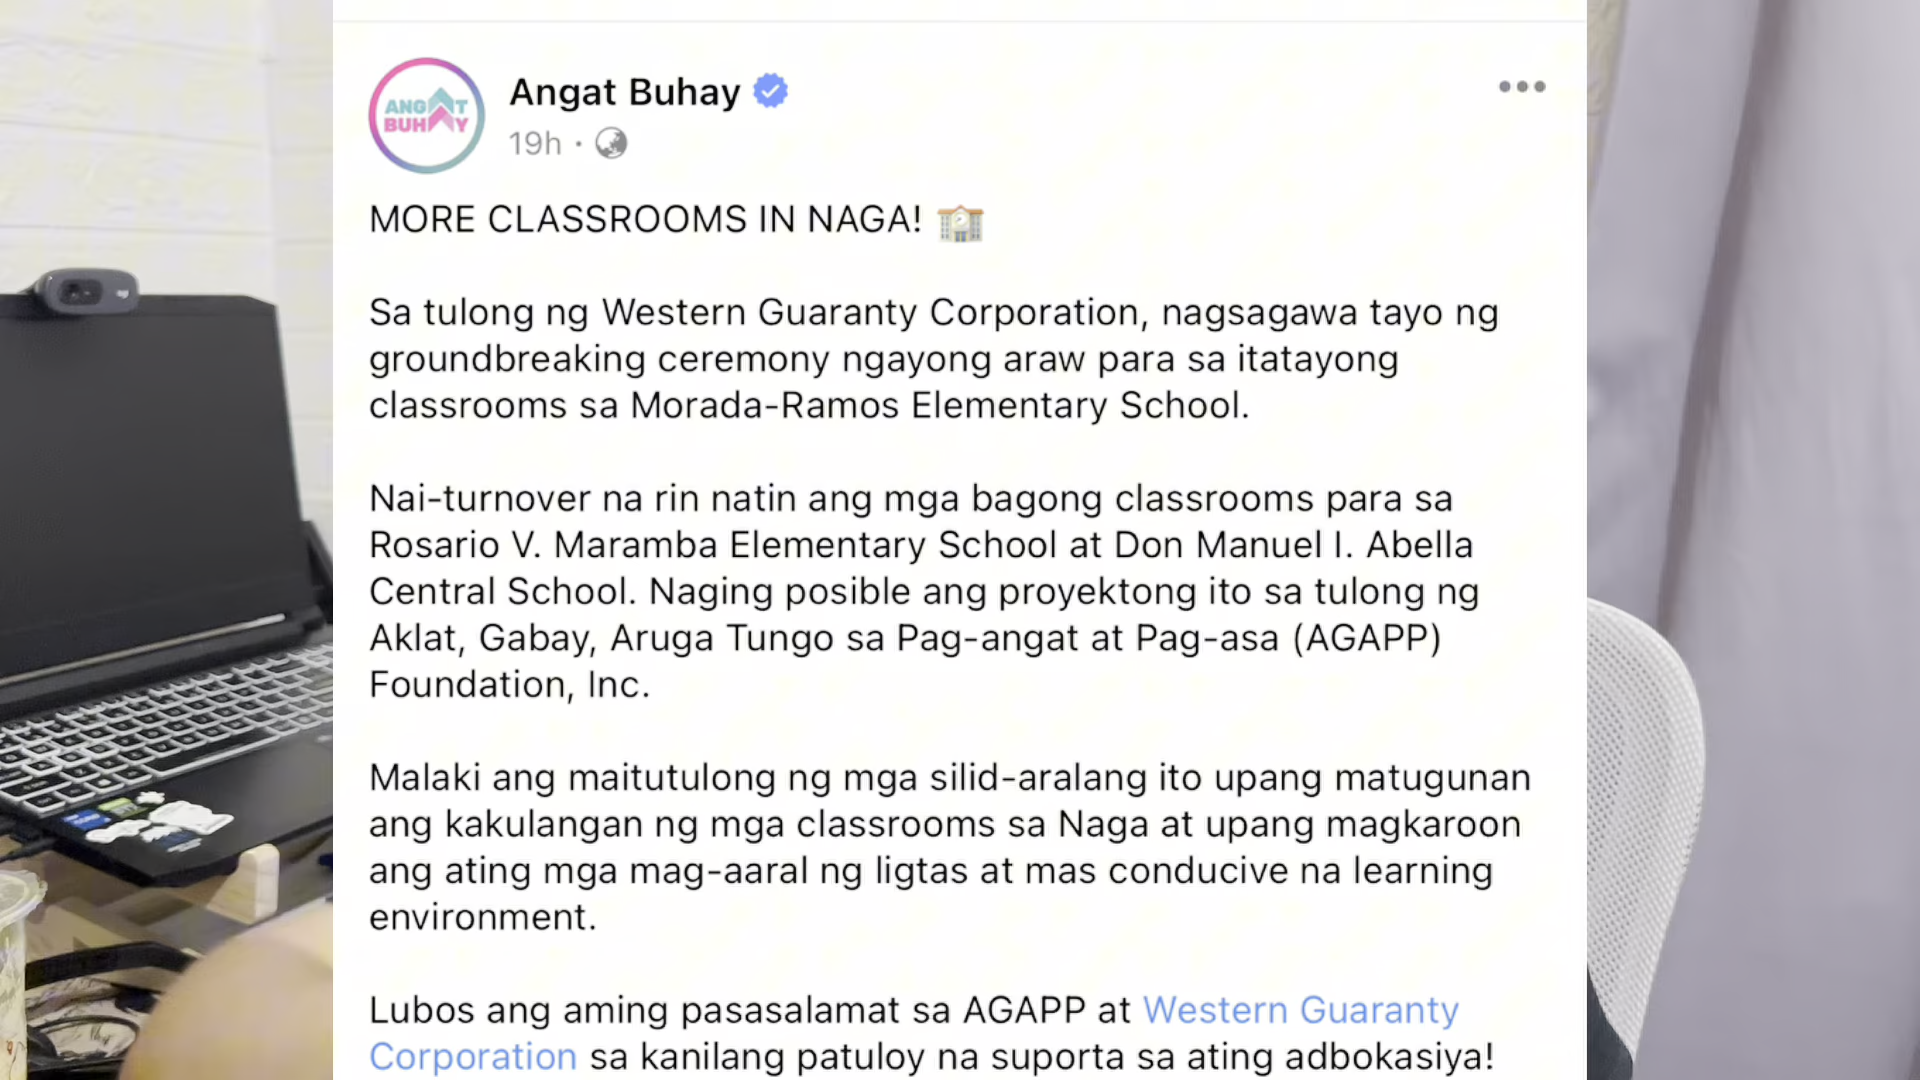 ANGAT
BUHAY
Angat Buhay
19h ·
MORE CLASSROOMS IN NAGA!
Sa tulong ng Western Guaranty Corporation, nagsagawa tayo ng
groundbreaking ceremony ngayong araw para sa itatayong
classrooms sa Morada-Ramos Elementary School.
Nai-turnover na rin natin ang mga bagong classrooms para sa
Rosario V. Maramba Elementary School at Don Manuel I. Abella
Central School. Naging posible ang proyektong ito sa tulong ng
Aklat, Gabay, Aruga Tungo sa Pag-angat at Pag-asa (AGAPP)
Foundation, Inc.
Malaki ang maitutulong ng mga silid-aralang ito upang matugunan
ang kakulangan ng mga classrooms sa Naga at upang magkaroon
ang ating mga mag-aaral ng ligtas at mas conducive na learning
environment.
Lubos ang aming pasasalamat sa AGAPP at Western Guaranty
Corporation sa kanilang patuloy na suporta sa ating adbokasiya!